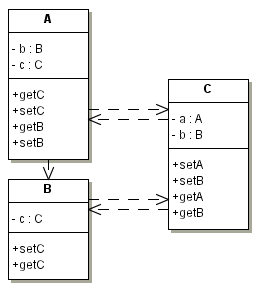 A
- b : B
- c : C
+getC
+setC
+getB
+setB
C
- a : A
- b : B
+setA
+setB
+getA
+getB
B
- c : C
+setC
+getC